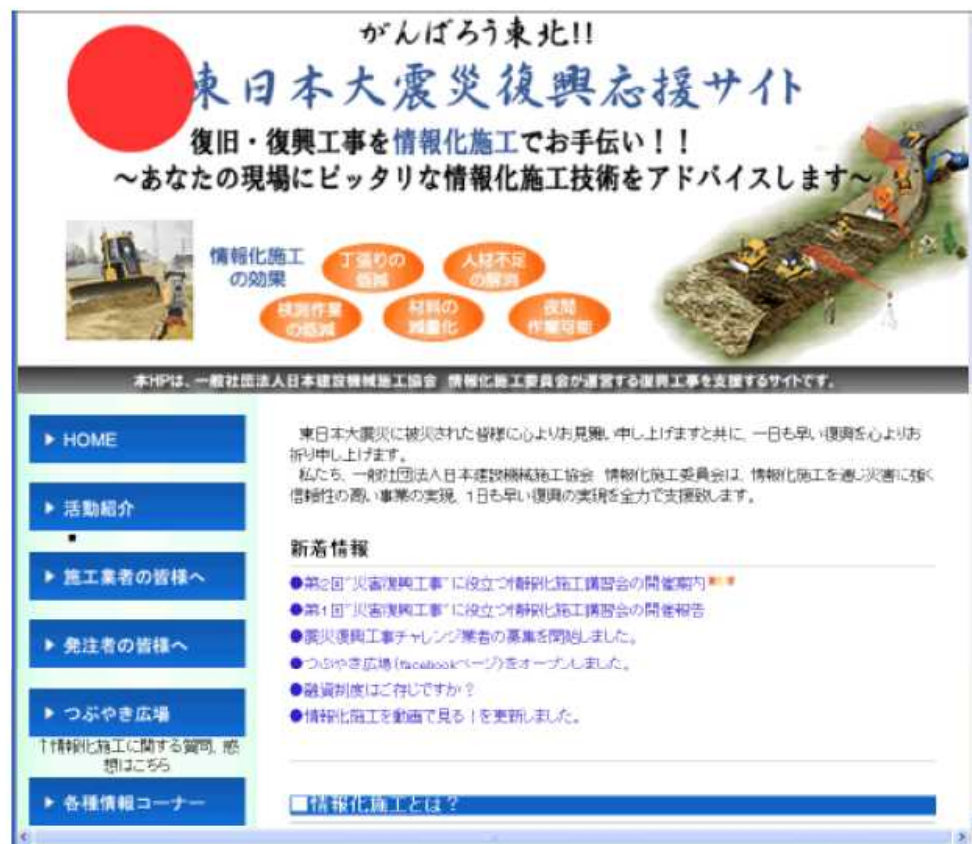 がんばろう東北!!
東日本大震災復興応援サイト
復旧・復興工事を情報化施工でお手伝い！！
～あなたの現場にピッタリな情報化施工技術をアドバイスします～
情報化施工
の効果
丁張りの
低減
人材不足
の解消
検測作業
の低減
材料の
減量化
夜間
作業可能
本HPは、一般社団法人日本建設機械施工協会 情報化施工委員会が運営する復興工事を支援するサイトです。
HOME
活動紹介
施工業者の皆様へ
発注者の皆様へ
つぶやき広場
↑情報化施工に関する質問、感
想はこちら
各種情報コーナー
東日本大震災に被災された皆様に心よりお見舞い申し上げますと共に、一日も早い復興を心よりお
祈り申し上げます。
私たち、一般社団法人日本建設機械施工協会 情報化施工委員会は、情報化施工を通じ災害に強く
信頼性の高い事業の実現、1日も早い復興の実現を全力で支援致します。
新着情報
●第2回“災害復興工事”に役立つ情報化施工講習会の開催案内
●第1回“災害復興工事”に役立つ情報化施工講習会の開催報告
●震災復興工事チャレンジ業者の募集を開始しました。
●つぶやき広場(facebookページ)をオープンしました。
●融資制度はご存じですか？
●情報化施工を動画で見る！を更新しました。
■情報化施工とは？